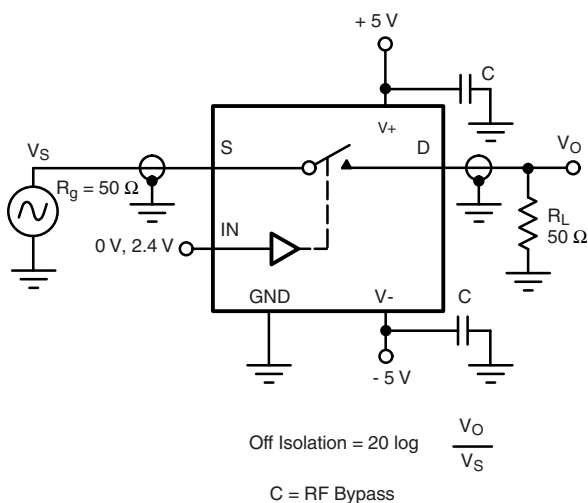 + 5 V
C
V+
VS
S
D
VO
Rg = 50 Ω
RL
50 Ω
0 V, 2.4 V
IN
GND
V-
C
- 5 V
Off Isolation = 20 log VO
VS
C = RF Bypass